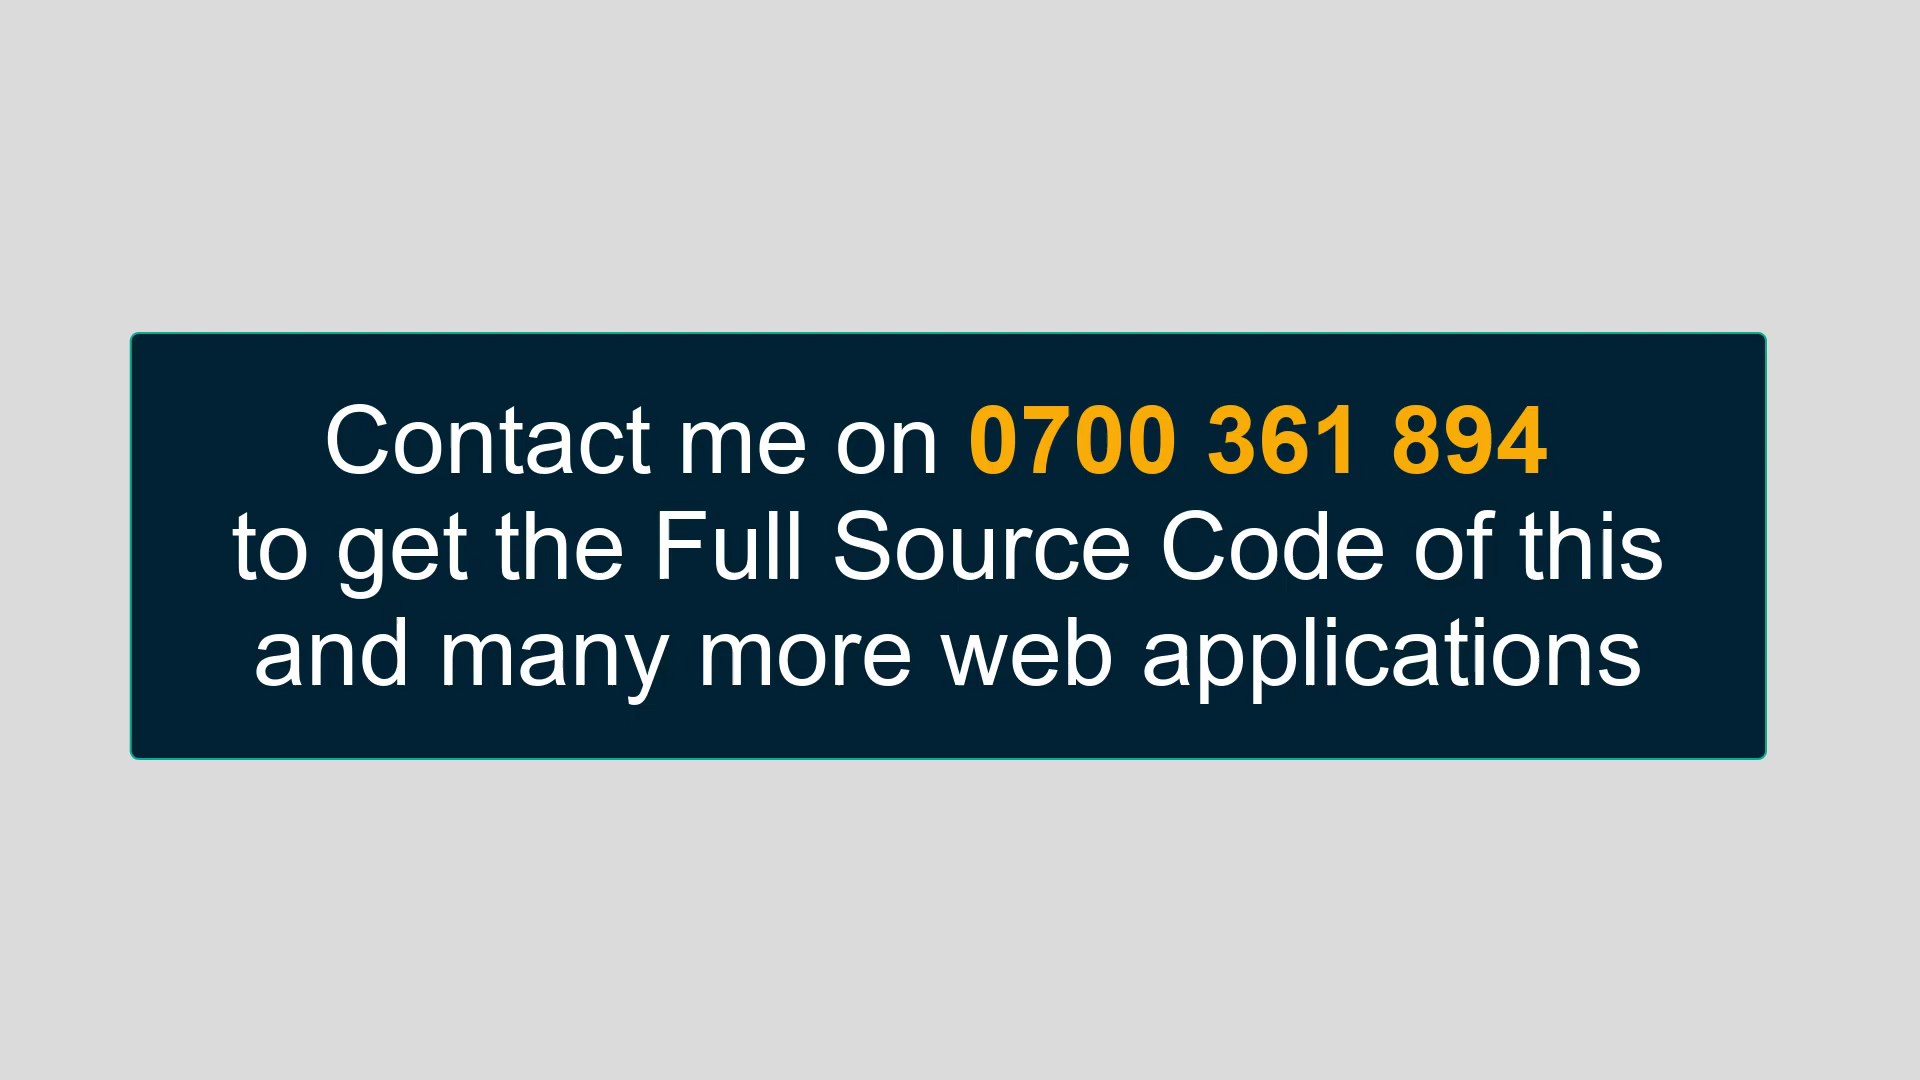 Contact me on 0700 361 894
to get the Full Source Code of this
and many more web applications